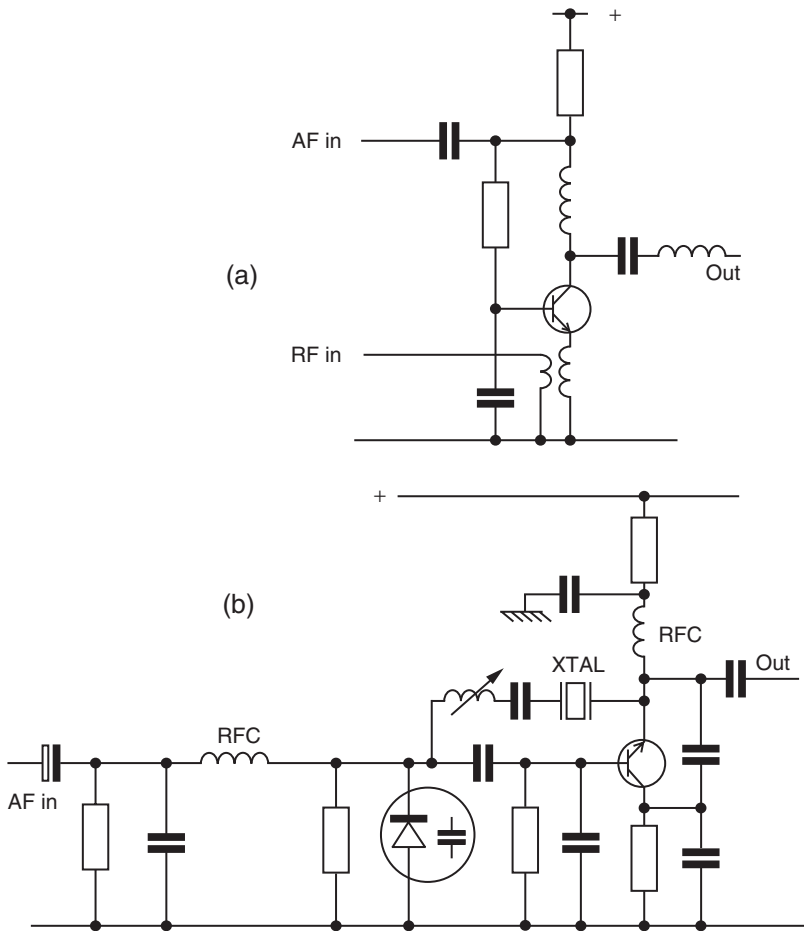 +
AF in
(a)
Out
RF in
+
(b)
RFC
XTAL
Out
RFC
AF in